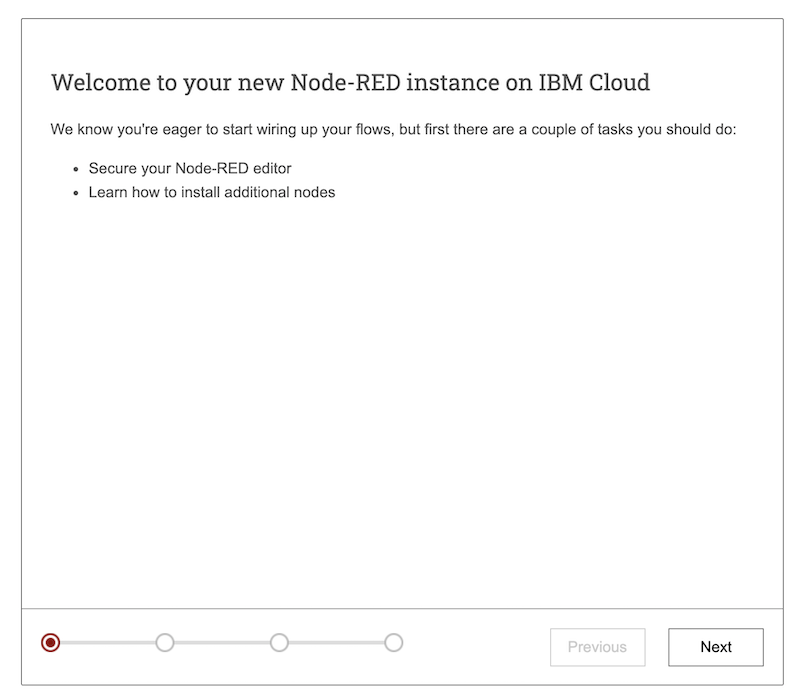 Welcome to your new Node-RED instance on IBM Cloud
We know you're eager to start wiring up your flows, but first there are a couple of tasks you should do:
• Secure your Node-RED editor
• Learn how to install additional nodes
Previous
Next